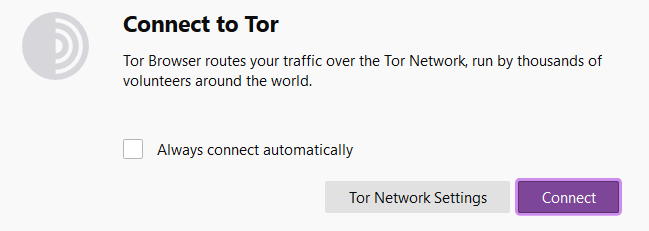 Connect to Tor
Tor Browser routes your traffic over the Tor Network, run by thousands of
volunteers around the world.
Always connect automatically
Tor Network Settings
Connect